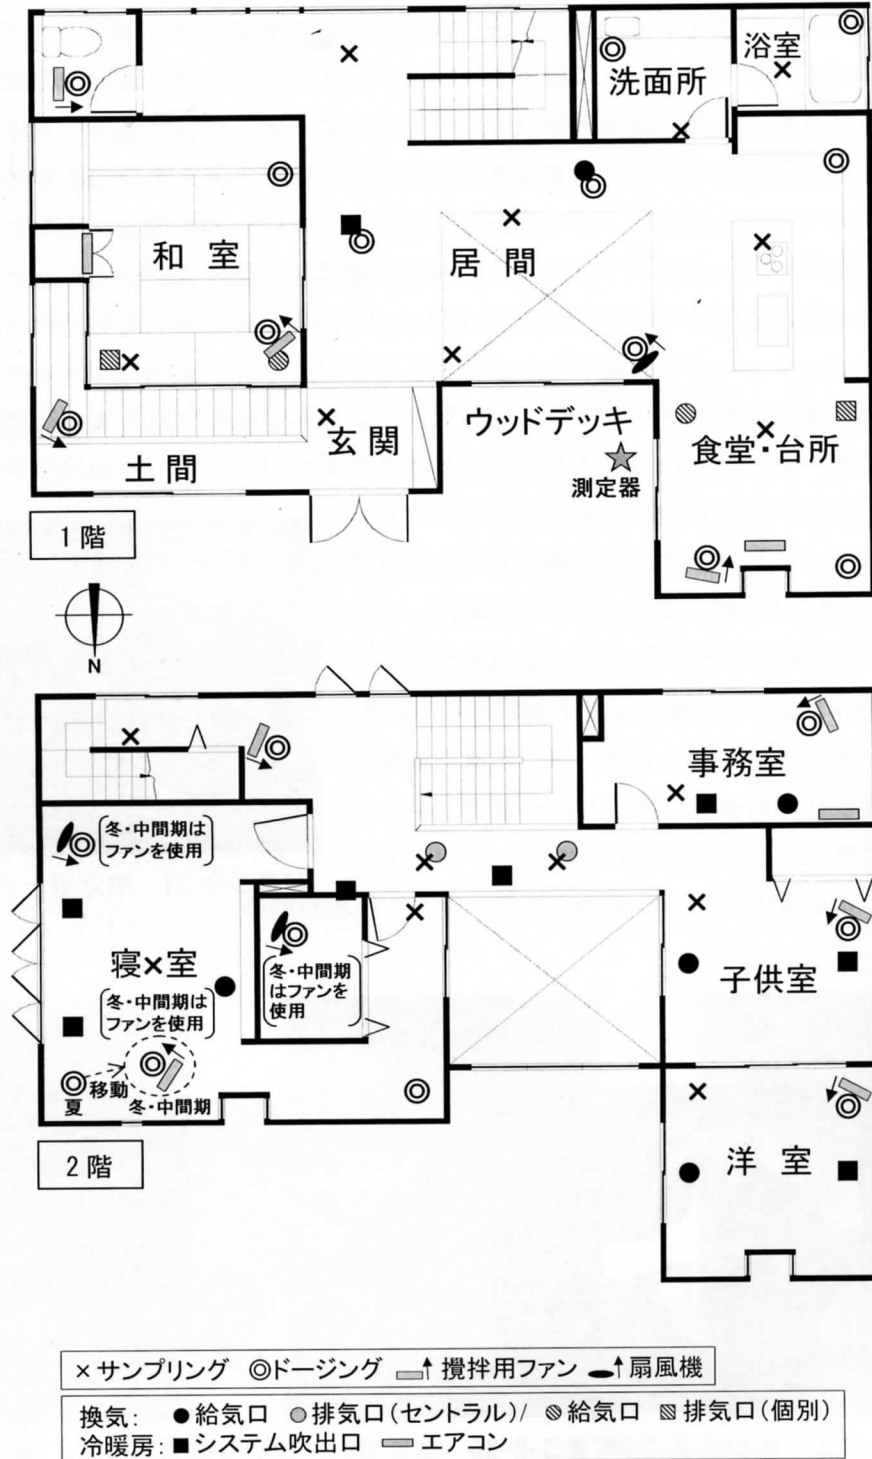 浴室
洗面所
和室
居間
ウッドデッキ
測定器
玄関
土間
食堂・台所
1階
N
事務室
冬・中間期は
ファンを使用
寝室
冬・中間期は
ファンを使用
冬・中間期
はファンを
使用
移動
夏
冬・中間期
子供室
洋室
2階
×サンプリング ◎ドージング 攪拌用ファン 扇風機
換気: ●給気口 排気口(セントラル)/ 給気口 排気口(個別)
冷暖房: ■システム吹出口 エアコン